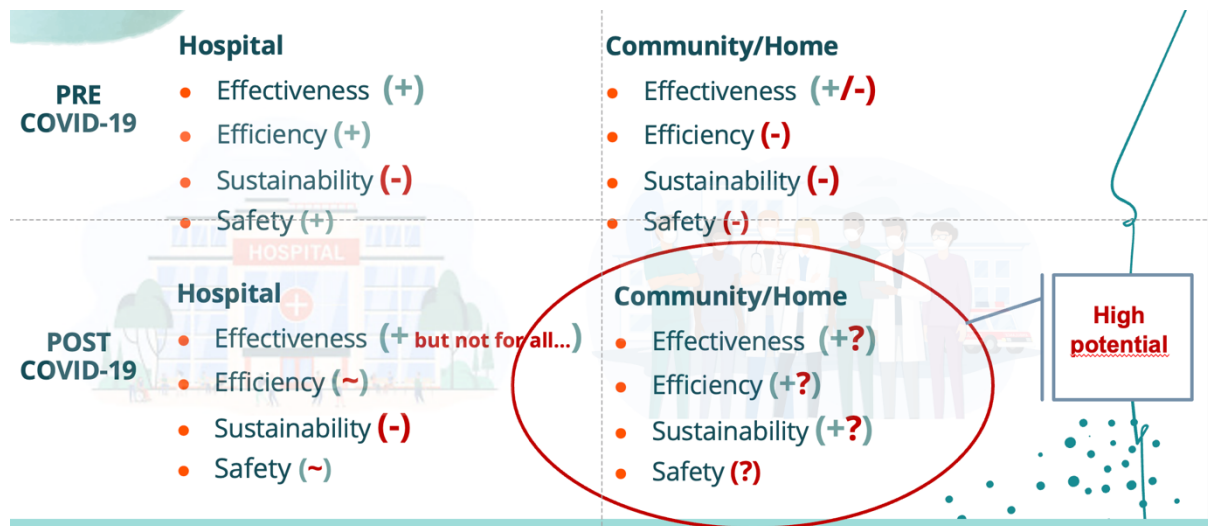 PRE
COVID-19
Hospital
Effectiveness (+)
Efficiency (+)
Sustainability (-)
Safety (+)
Community/Home
Effectiveness (+/-)
Efficiency (-)
Sustainability (-)
Safety (-)
HOSPITAL
POST
COVID-19
Hospital
Effectiveness (+ but not for all...)
Efficiency (~)
Sustainability (-)
Safety (~)
Community/Home
Effectiveness (+?)
Efficiency (+?)
Sustainability (+?)
Safety (?)
High
potential